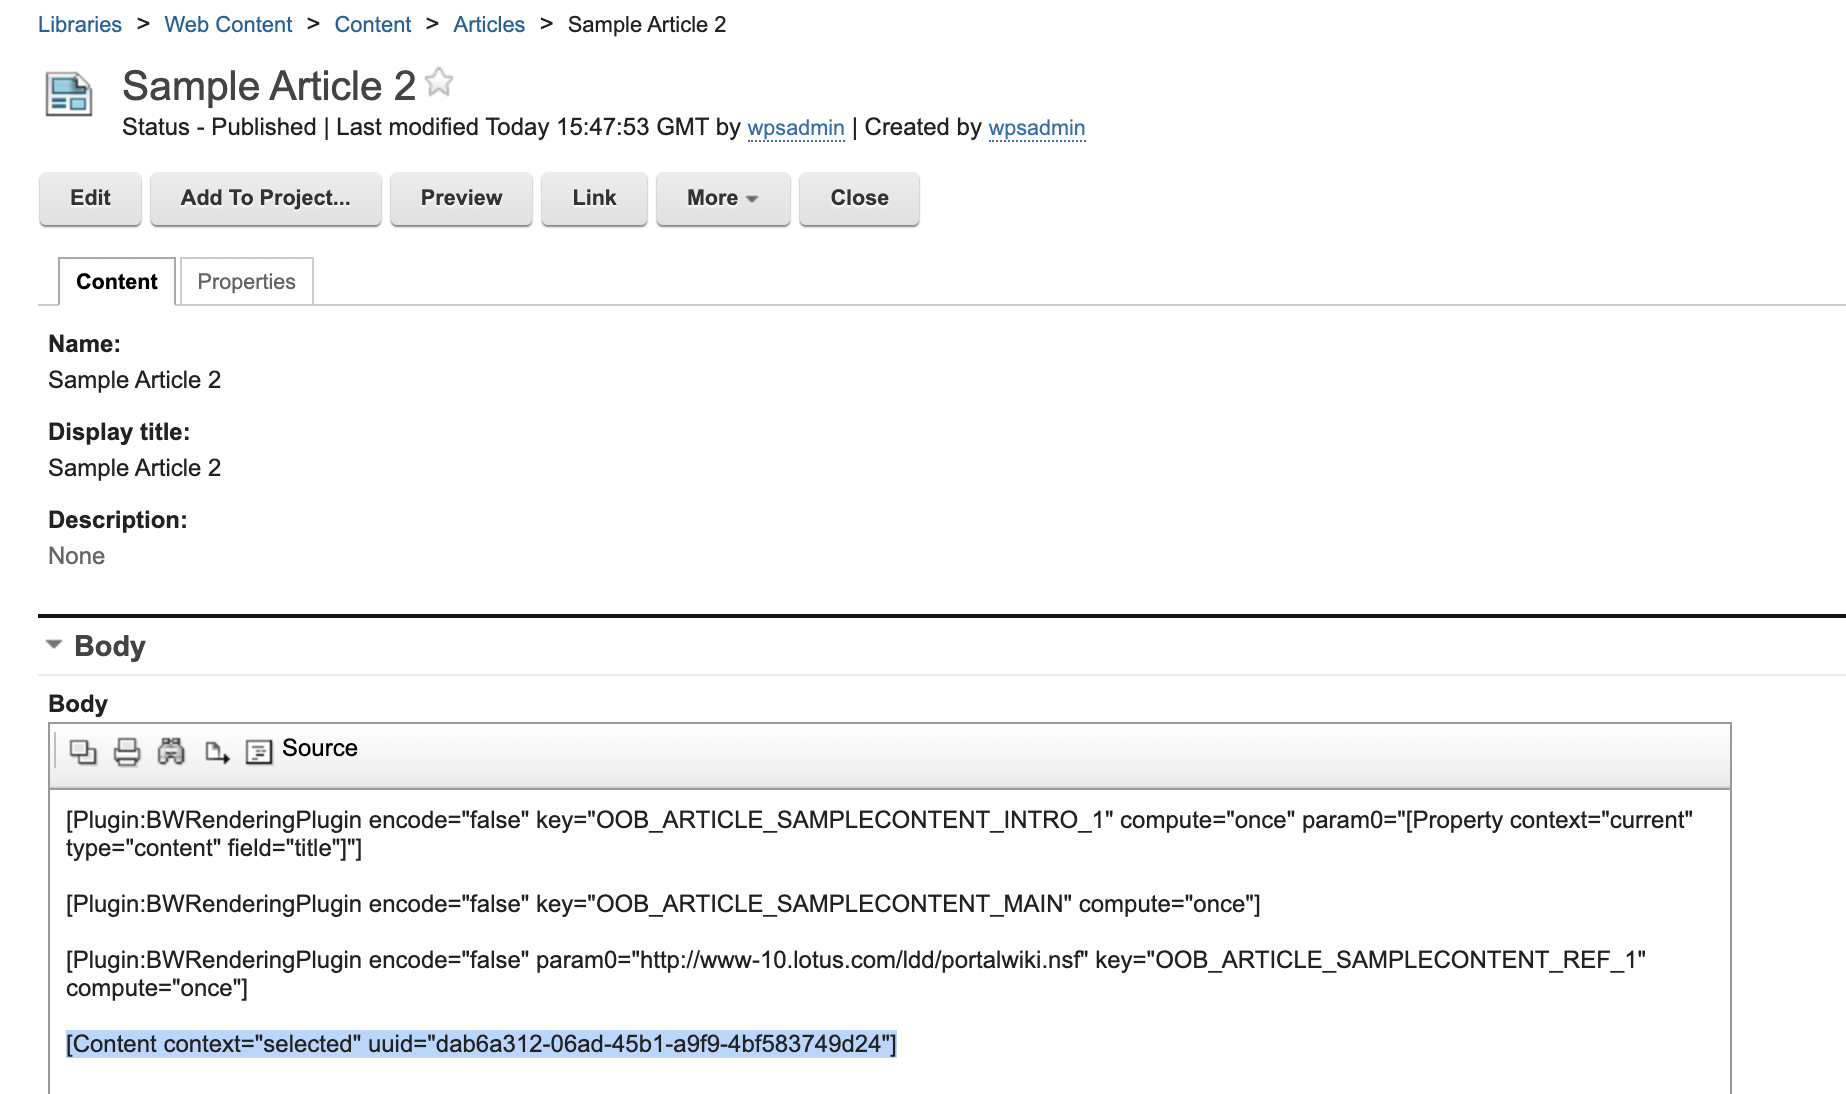 Libraries > Web Content > Content > Articles > Sample Article 2
Sample Article 2
Status - Published | Last modified Today 15:47:53 GMT by wpsadmin | Created by wpsadmin
Edit Add To Project... Preview Link More Close
Content Properties
Name:
Sample Article 2
Display title:
Sample Article 2
Description:
None
Body
Body
Source
[Plugin:BWRenderingPlugin encode="false" key="OOB_ARTICLE_SAMPLECONTENT_INTRO_1" compute="once" param0="[Property context="current"
type="content" field="title"]"]
[Plugin:BWRenderingPlugin encode="false" key="OOB_ARTICLE_SAMPLECONTENT_MAIN" compute="once"]
[Plugin:BWRenderingPlugin encode="false" param0="http://www-10.lotus.com/ldd/portalwiki.nsf" key="OOB_ARTICLE_SAMPLECONTENT_REF_1"
compute="once"]
[Content context="selected" uuid="dab6a312-06ad-45b1-a9f9-4bf583749d24"]